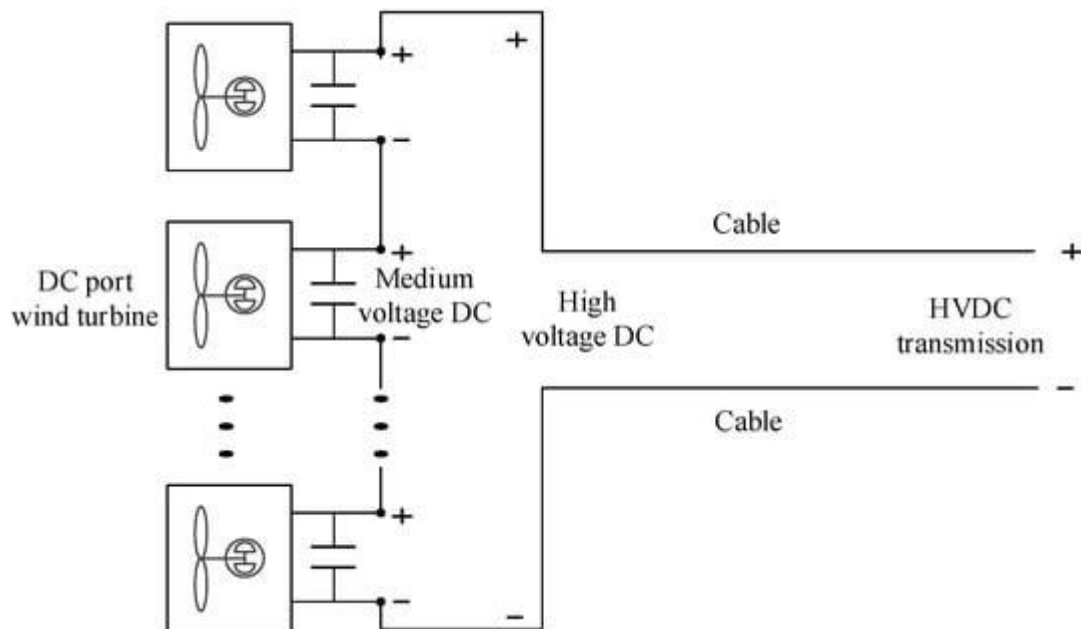 +
+
−
Cable
+
+
DC port
wind turbine
Medium
voltage DC
High
voltage DC
HVDC
transmission
−
−
Cable
+
−
−